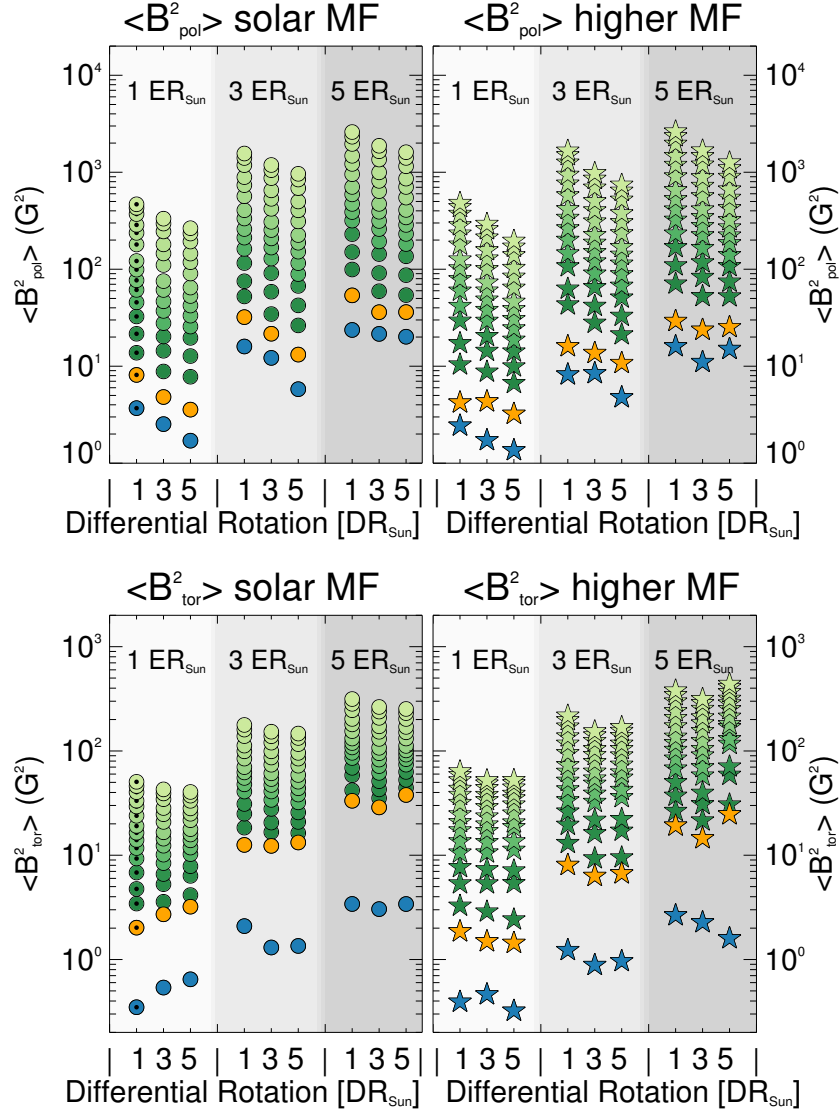 <B²pol> solar MF <B²pol> higher MF
10⁴ 1 ERSun 3 ERSun 5 ERSun 1 ERSun 3 ERSun 5 ERSun 10⁴
10³ 10³
<B²pol> (G²) <B²pol> (G²)
10² 10²
10¹ 10¹
10⁰ 10⁰
| 1 3 5 | 1 3 5 | 1 3 5 | | 1 3 5 | 1 3 5 | 1 3 5 |
Differential Rotation [DRSun] Differential Rotation [DRSun]
<B²tor> solar MF <B²tor> higher MF
10³ 1 ERSun 3 ERSun 5 ERSun 1 ERSun 3 ERSun 5 ERSun 10³
10² 10²
<B²tor> (G²) <B²tor> (G²)
10¹ 10¹
10⁰ 10⁰
| 1 3 5 | 1 3 5 | 1 3 5 | | 1 3 5 | 1 3 5 | 1 3 5 |
Differential Rotation [DRSun] Differential Rotation [DRSun]